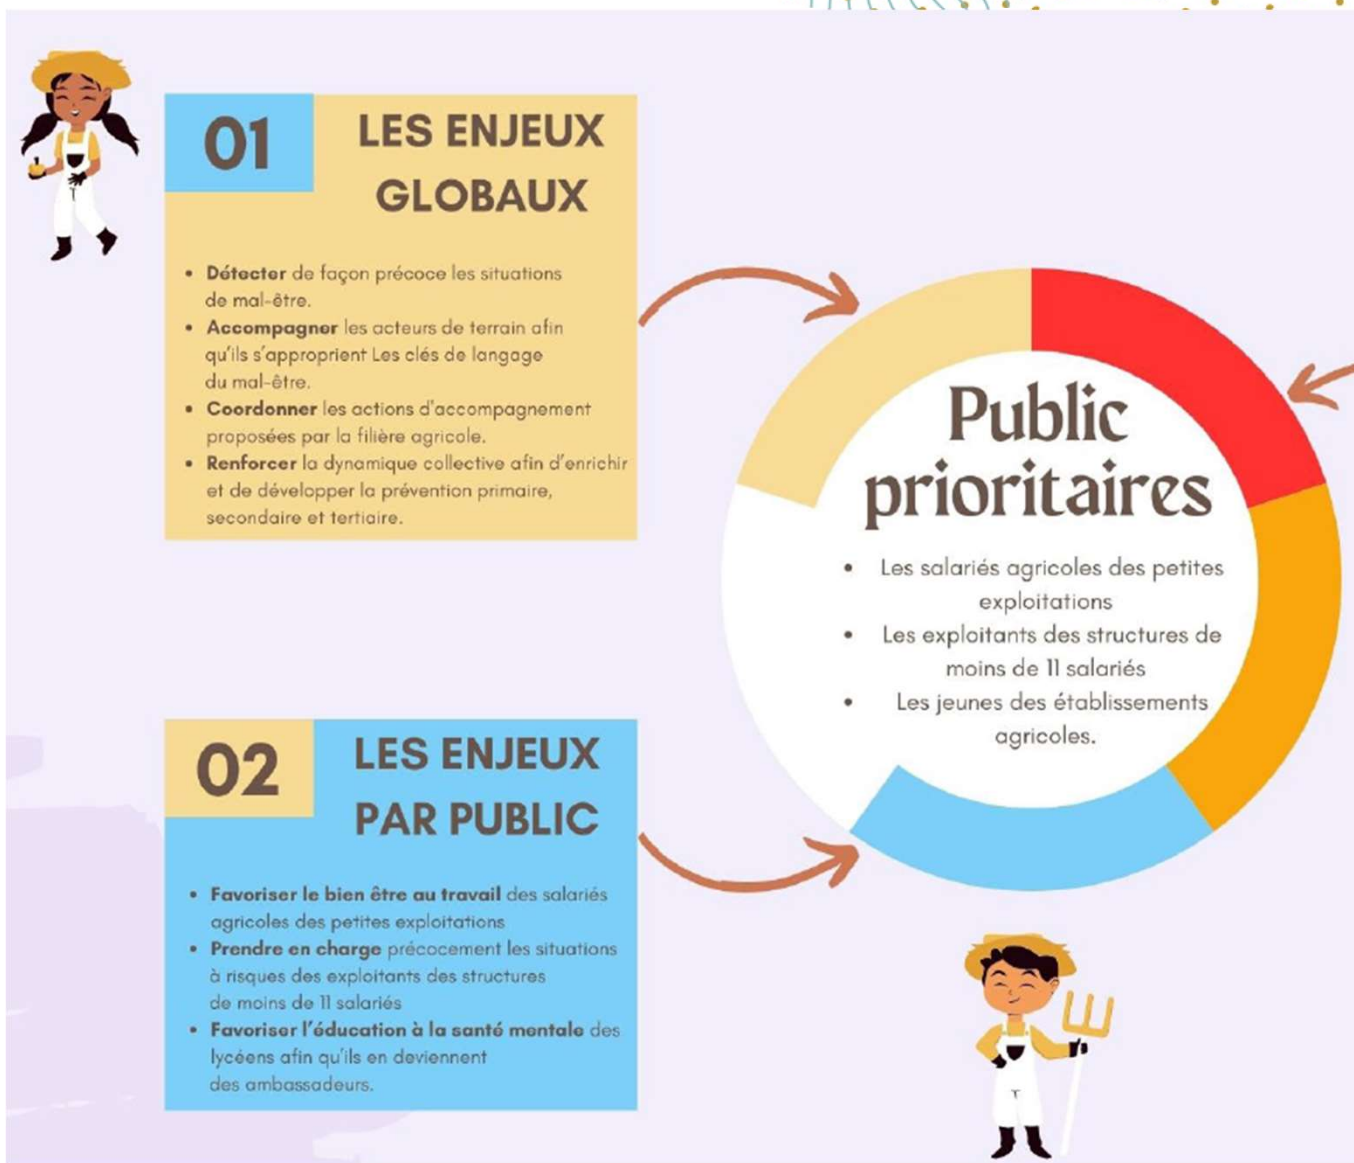 01
LES ENJEUX
GLOBAUX
• Détecter de façon précoce les situations
de mal-être.
• Accompagner les acteurs de terrain afin
qu'ils s'approprient Les clés de langage
du mal-être.
• Coordonner les actions d'accompagnement
proposées par la filière agricole.
• Renforcer la dynamique collective afin d'enrichir
et de développer la prévention primaire,
secondaire et tertiaire.
Public
prioritaires
• Les salariés agricoles des petites
exploitations
• Les exploitants des structures de
moins de 11 salariés
• Les jeunes des établissements
agricoles.
02
LES ENJEUX
PAR PUBLIC
• Favoriser le bien être au travail des salariés
agricoles des petites exploitations
• Prendre en charge précocement les situations
à risques des exploitants des structures
de moins de 11 salariés
• Favoriser l'éducation à la santé mentale des
lycéens afin qu'ils en deviennent
des ambassadeurs.